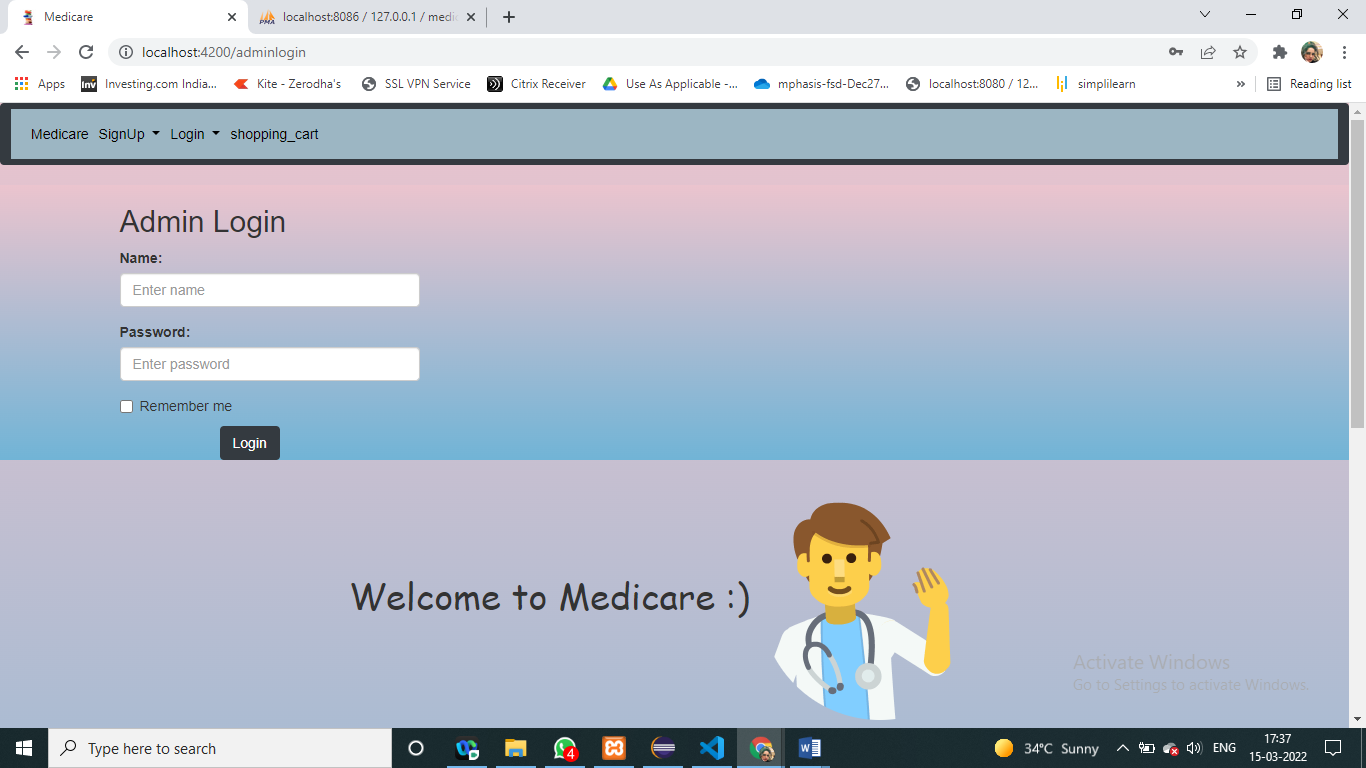 Medicare
localhost:8086 / 127.0.0.1 / medic
localhost:4200/adminlogin
Apps
Inv
Investing.com India...
Kite - Zerodha's
SSL VPN Service
Citrix Receiver
Use As Applicable -...
mphasis-fsd-Dec27...
localhost:8080 / 12...
simplilearn
»
Reading list
Medicare SignUp Login shopping_cart
Admin Login
Name:
Enter name
Password:
Enter password
Remember me
Login
Welcome to Medicare :)
Activate Windows
Go to Settings to activate Windows.
Type here to search
4
34°C Sunny
ENG
17:37
15-03-2022